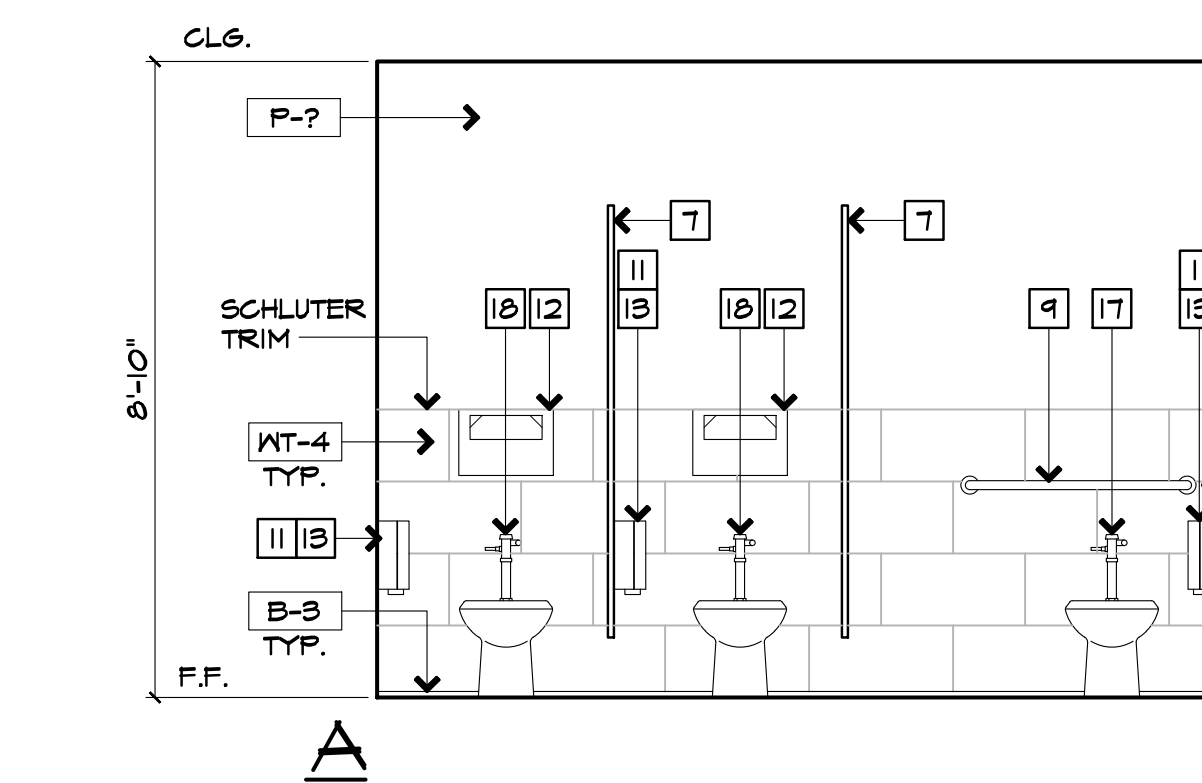 CLG.
P-?
7
7
11
18 12 13 18 12 9 17
SCHLUTER
TRIM
8'-10"
WT-4
TYP.
11 13
B-3
TYP.
F.F.
A